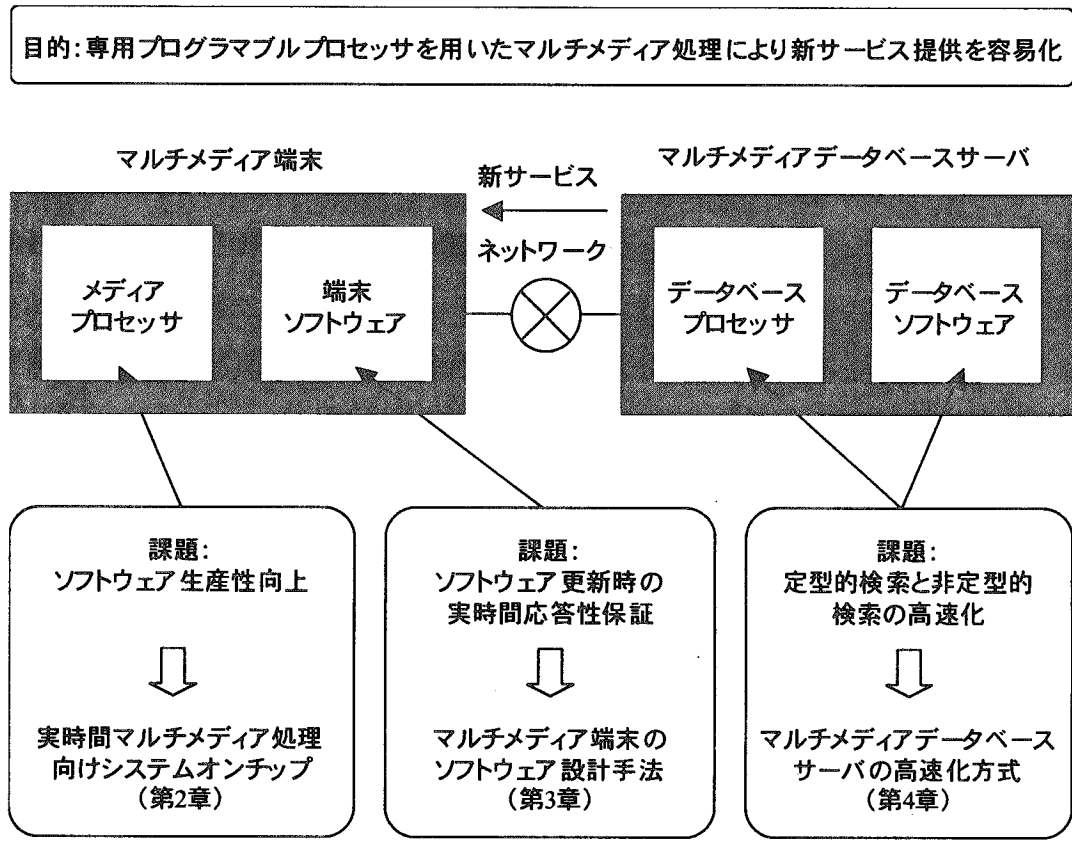 目的:専用プログラマブルプロセッサを用いたマルチメディア処理により新サービス提供を容易化
マルチメディア端末
新サービス
マルチメディアデータベースサーバ
ネットワーク
メディア
プロセッサ
端末
ソフトウェア
データベース
プロセッサ
データベース
ソフトウェア
課題:
ソフトウェア生産性向上
実時間マルチメディア処理
向けシステムオンチップ
(第2章)
課題:
ソフトウェア更新時の
実時間応答性保証
マルチメディア端末の
ソフトウェア設計手法
(第3章)
課題:
定型的検索と非定型的
検索の高速化
マルチメディアデータベース
サーバの高速化方式
(第4章)